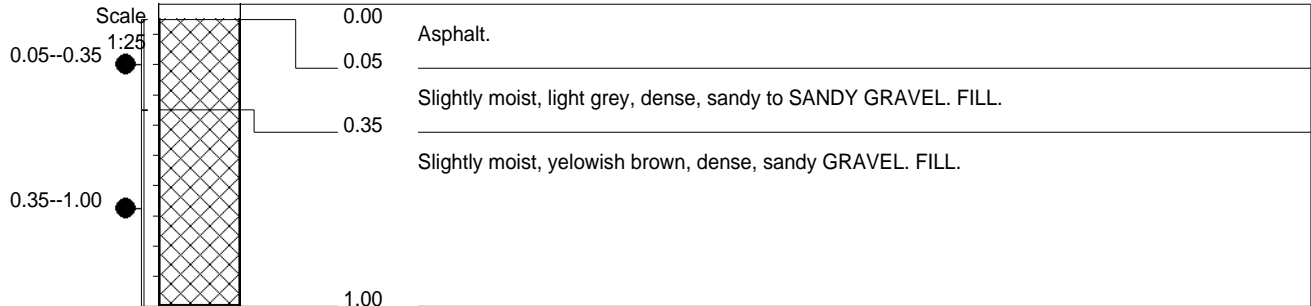 Scale
1:25
0.00
Asphalt.
0.05--0.35
0.05
Slightly moist, light grey, dense, sandy to SANDY GRAVEL. FILL.
0.35
Slightly moist, yelowish brown, dense, sandy GRAVEL. FILL.
0.35--1.00
1.00